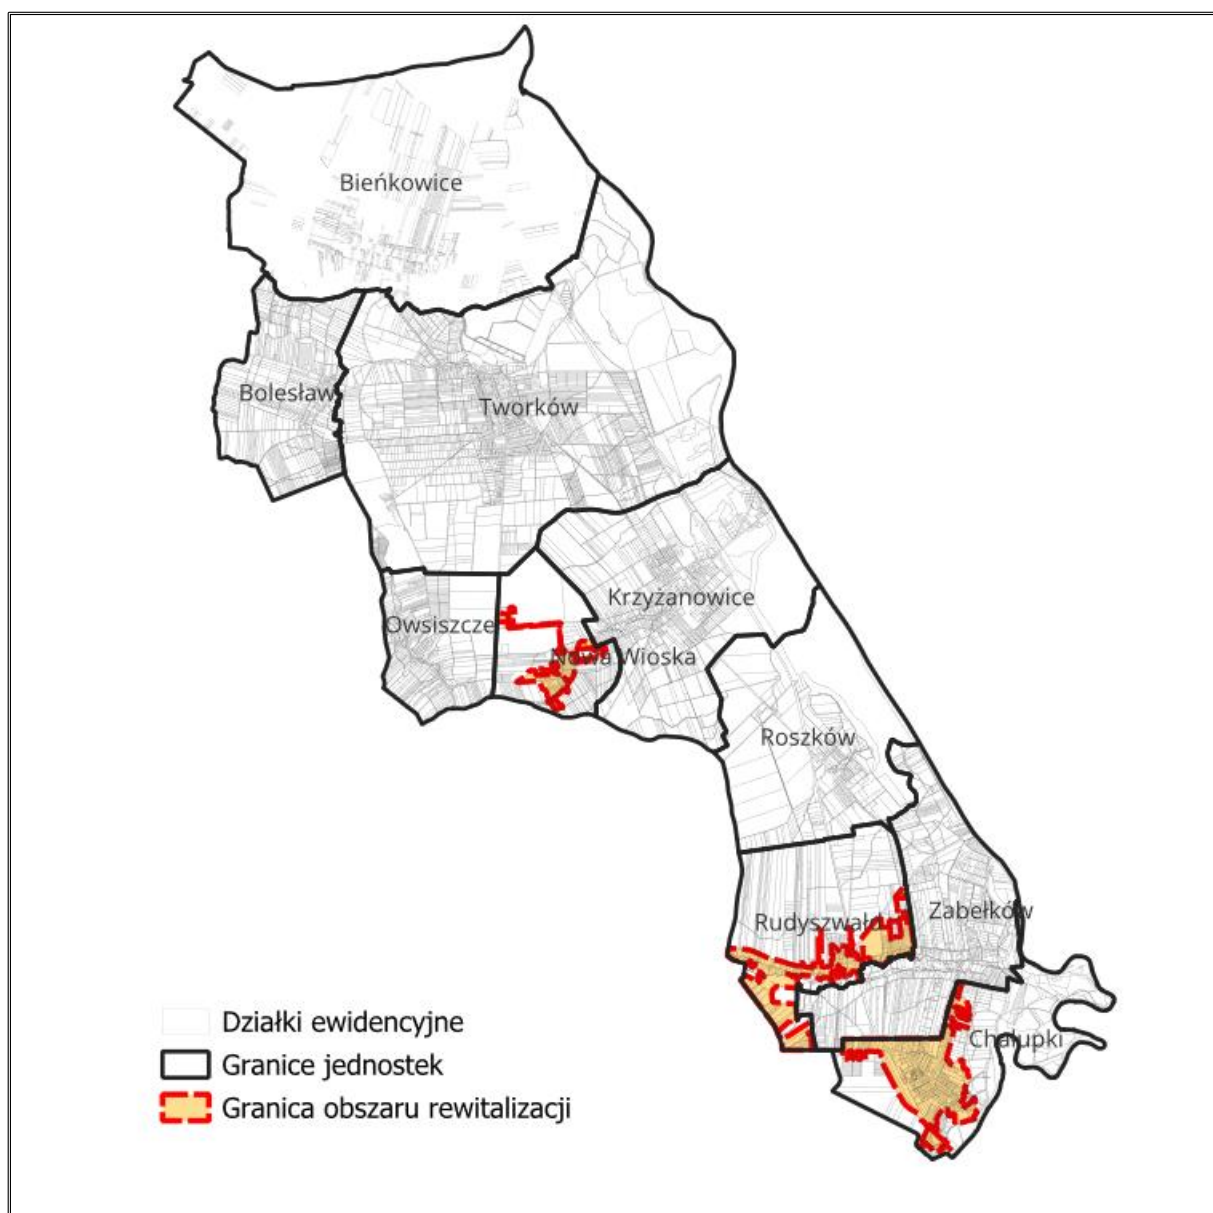 Bieńkowice
Bolesław
Tworków
Krzyżanowice
Owsiszcze
Nowa Wioska
Roszków
Rudyszwałd
Zabełków
Chałupki
Działki ewidencyjne
Granice jednostek
Granica obszaru rewitalizacji